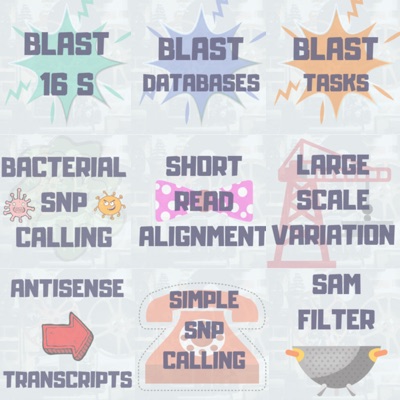 BLAST
16 S
BLAST
DATABASES
BLAST
TASKS
BACTERIAL
SNP
CALLING
SHORT
READ
ALIGNMENT
LARGE
SCALE
VARIATION
ANTISENSE
TRANSCRIPTS
SIMPLE
SNP
CALLING
SAM
FILTER